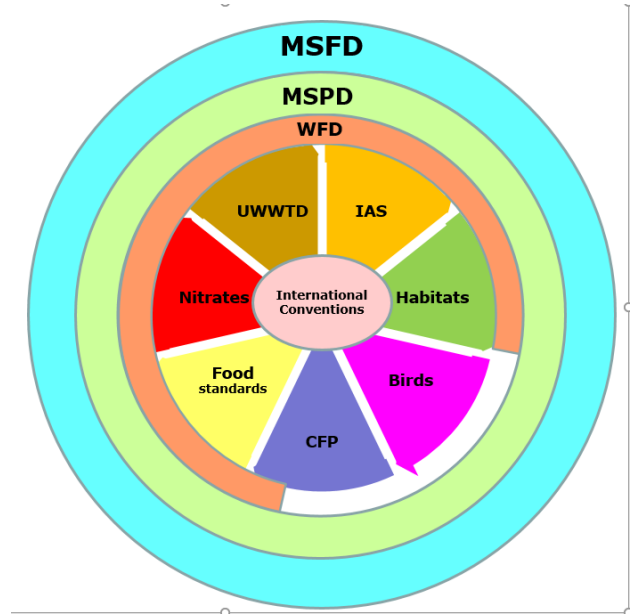 MSFD
MSPD
WFD
UWWTD
IAS
Nitrates
International
Conventions
Habitats
Food
standards
Birds
CFP